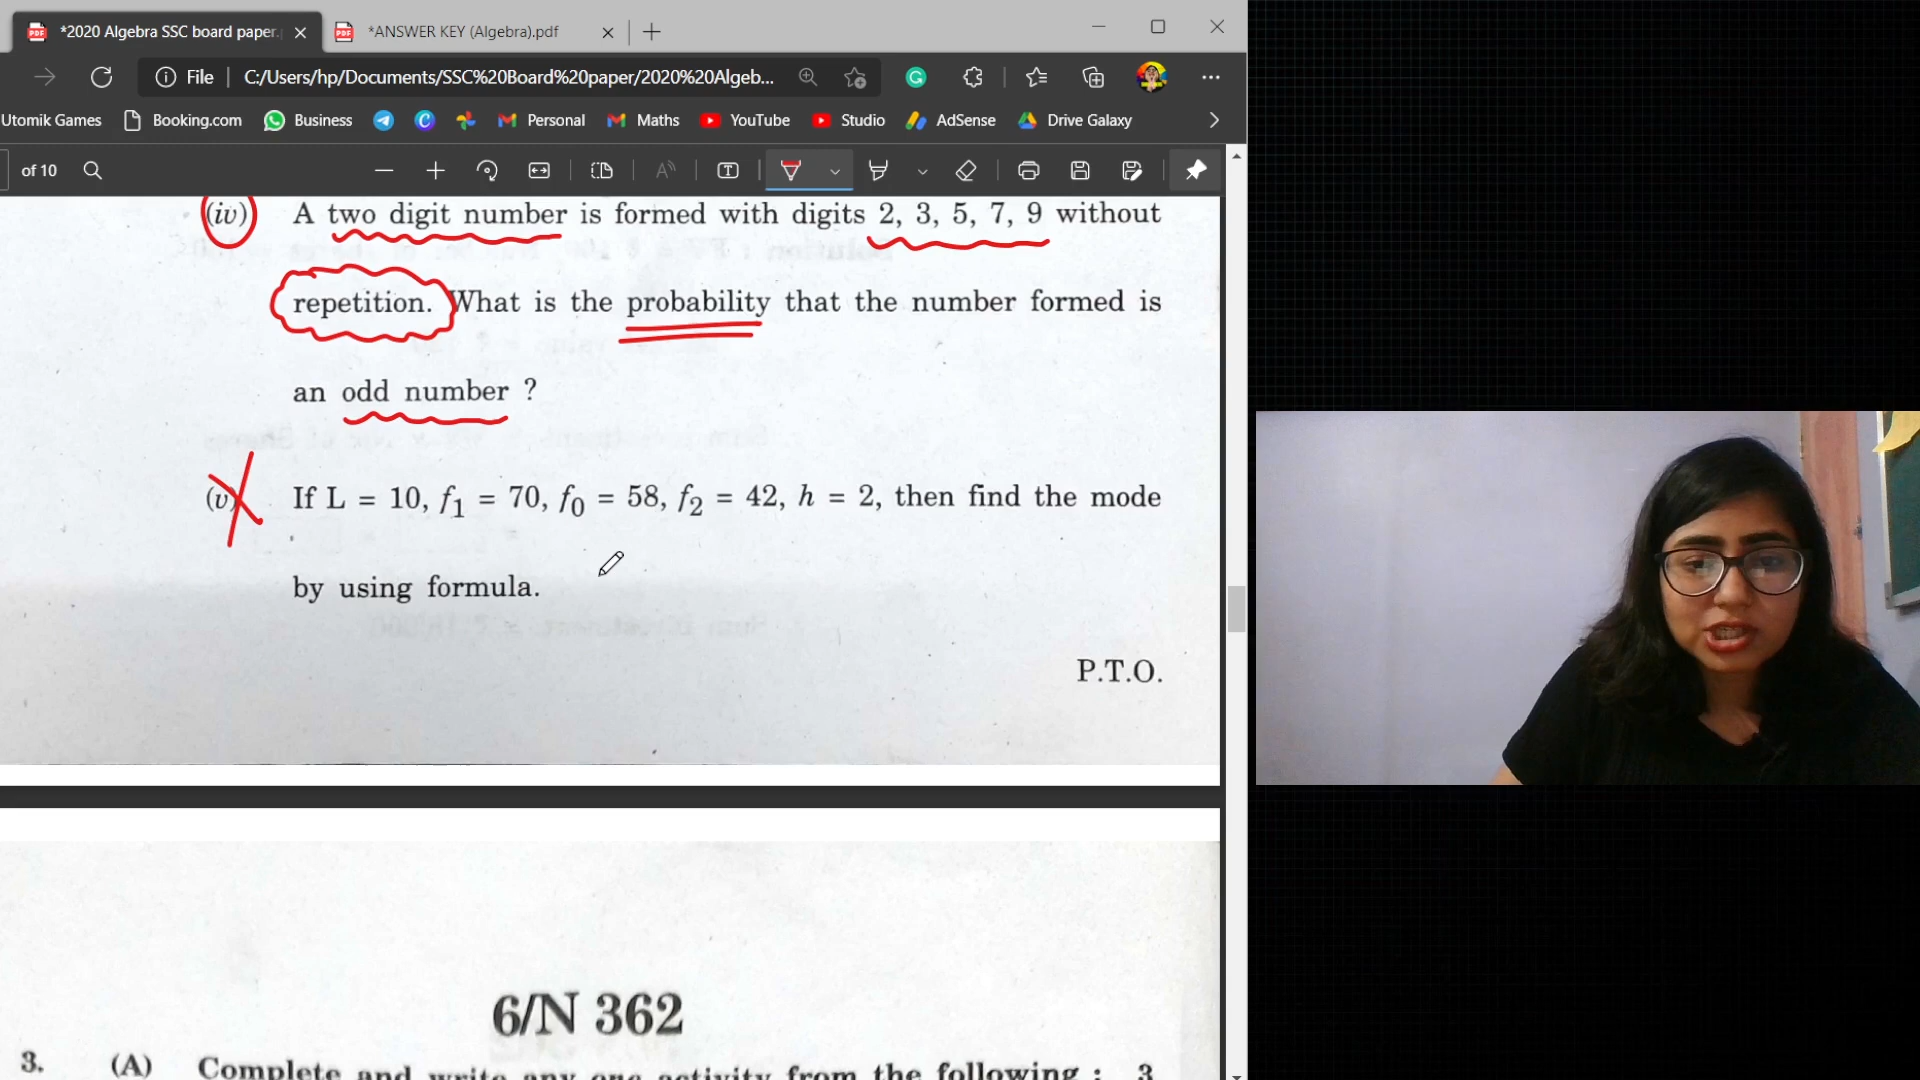 *2020 Algebra SSC board paper.
*ANSWER KEY (Algebra).pdf
File
C:/Users/hp/Documents/SSC%20Board%20paper/2020%20Algeb...
Utomik Games
Booking.com
Business
Personal
Maths
YouTube
Studio
AdSense
Drive Galaxy
of 10
(iv) A two digit number is formed with digits 2, 3, 5, 7, 9 without
repetition. What is the probability that the number formed is
an odd number ?
(v) If L = 10, f1 = 70, f0 = 58, f2 = 42, h = 2, then find the mode
by using formula.
P.T.O.
6/N 362
3. (A) Complete and write any one activity from the following : 3